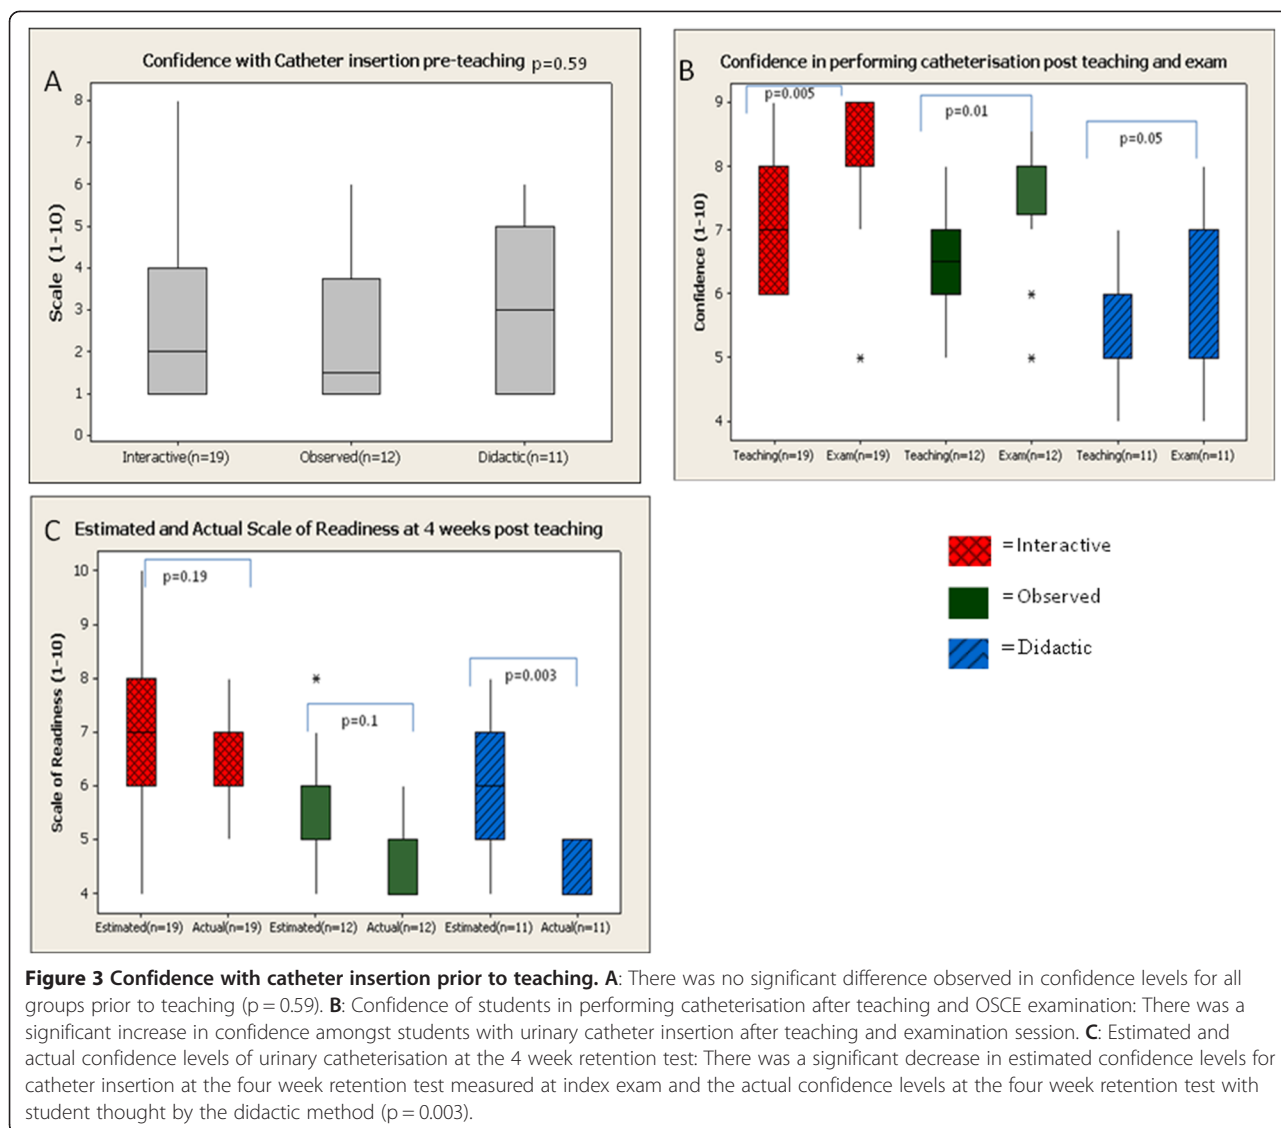 A
Confidence with Catheter insertion pre-teaching p=0.59
Scale (1-10)
8
7
6
5
4
3
2
1
0
Interactive(n=19) Observed(n=12) Didactic(n=11)
B
Confidence in performing catheterisation post teaching and exam
Confidence (1-10)
9
8
7
6
5
4
p=0.005
p=0.01
p=0.05
*
*
*
Teaching(n=19) Exam(n=19) Teaching(n=12) Exam(n=12) Teaching(n=11) Exam(n=11)
C
Estimated and Actual Scale of Readiness at 4 weeks post teaching
Scale of Readiness (1-10)
10
9
8
7
6
5
4
p=0.19
*
p=0.1
p=0.003
Estimated(n=19) Actual(n=19) Estimated(n=12) Actual(n=12) Estimated(n=11) Actual(n=11)
=Interactive
=Observed
=Didactic
Figure 3 Confidence with catheter insertion prior to teaching. A: There was no significant difference observed in confidence levels for all
groups prior to teaching (p = 0.59). B: Confidence of students in performing catheterisation after teaching and OSCE examination: There was a
significant increase in confidence amongst students with urinary catheter insertion after teaching and examination session. C: Estimated and
actual confidence levels of urinary catheterisation at the 4 week retention test: There was a significant decrease in estimated confidence levels for
catheter insertion at the four week retention test measured at index exam and the actual confidence levels at the four week retention test with
student thought by the didactic method (p = 0.003).